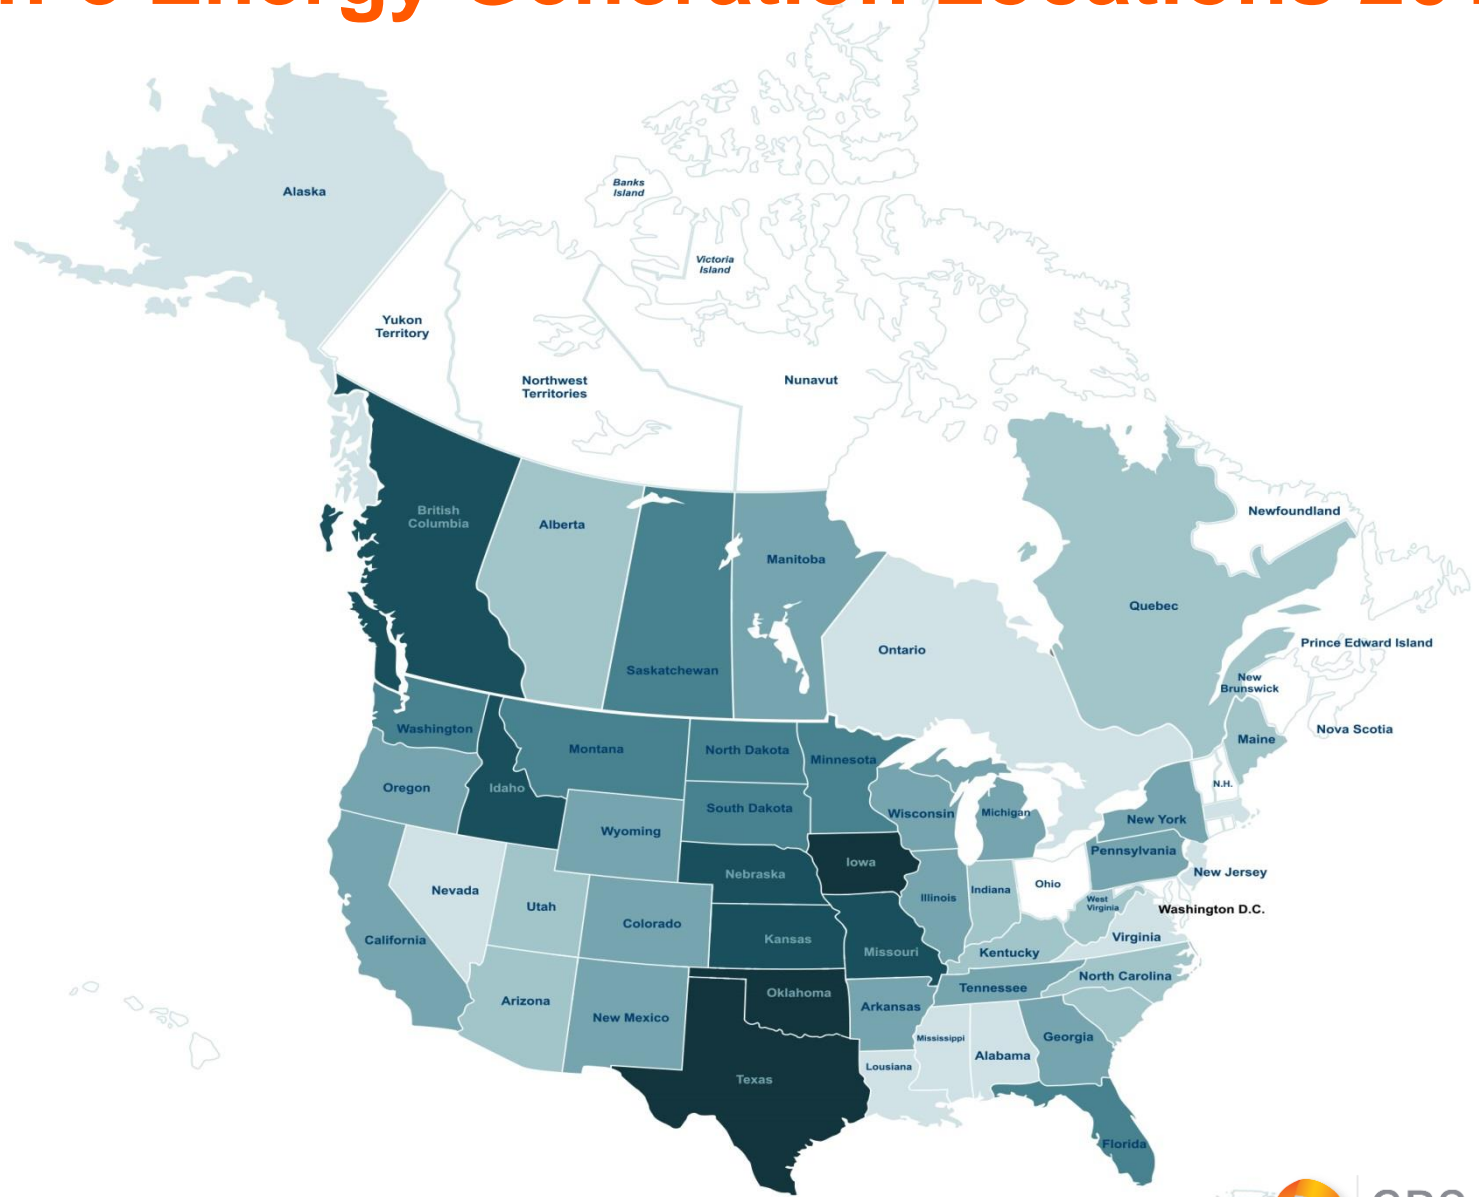 Energy Generation Locations
Alaska
Banks
Island
Victoria
Island
Yukon
Territory
Northwest
Territories
Nunavut
British
Columbia
Alberta
Saskatchewan
Manitoba
Ontario
Quebec
Newfoundland
Prince Edward Island
New
Brunswick
Nova Scotia
Maine
N.H.
Washington
Montana
North Dakota
Minnesota
Oregon
Idaho
South Dakota
Wisconsin
Michigan
New York
Wyoming
Pennsylvania
Iowa
Nebraska
New Jersey
Nevada
Utah
Colorado
Illinois
Indiana
Ohio
West
Virginia
Washington D.C.
Virginia
California
Kansas
Missouri
Kentucky
North Carolina
Tennessee
Arizona
New Mexico
Oklahoma
Arkansas
Mississippi
Alabama
Georgia
Lousiana
Texas
Florida